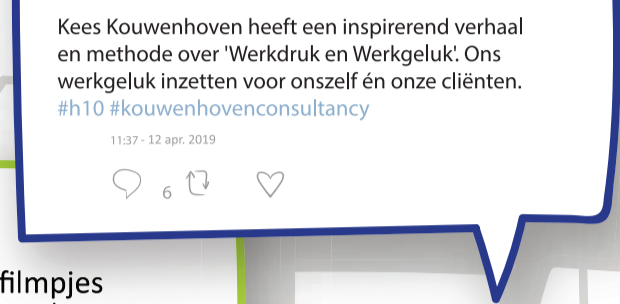 Kees Kouwenhoven heeft een inspirerend verhaal
en methode over 'Werkdruk en Werkgeluk'. Ons
werkgeluk inzetten voor onszelf én onze cliënten.
#h10 #kouwenhovenconsultancy
11:37 - 12 apr. 2019
6
filmpjes